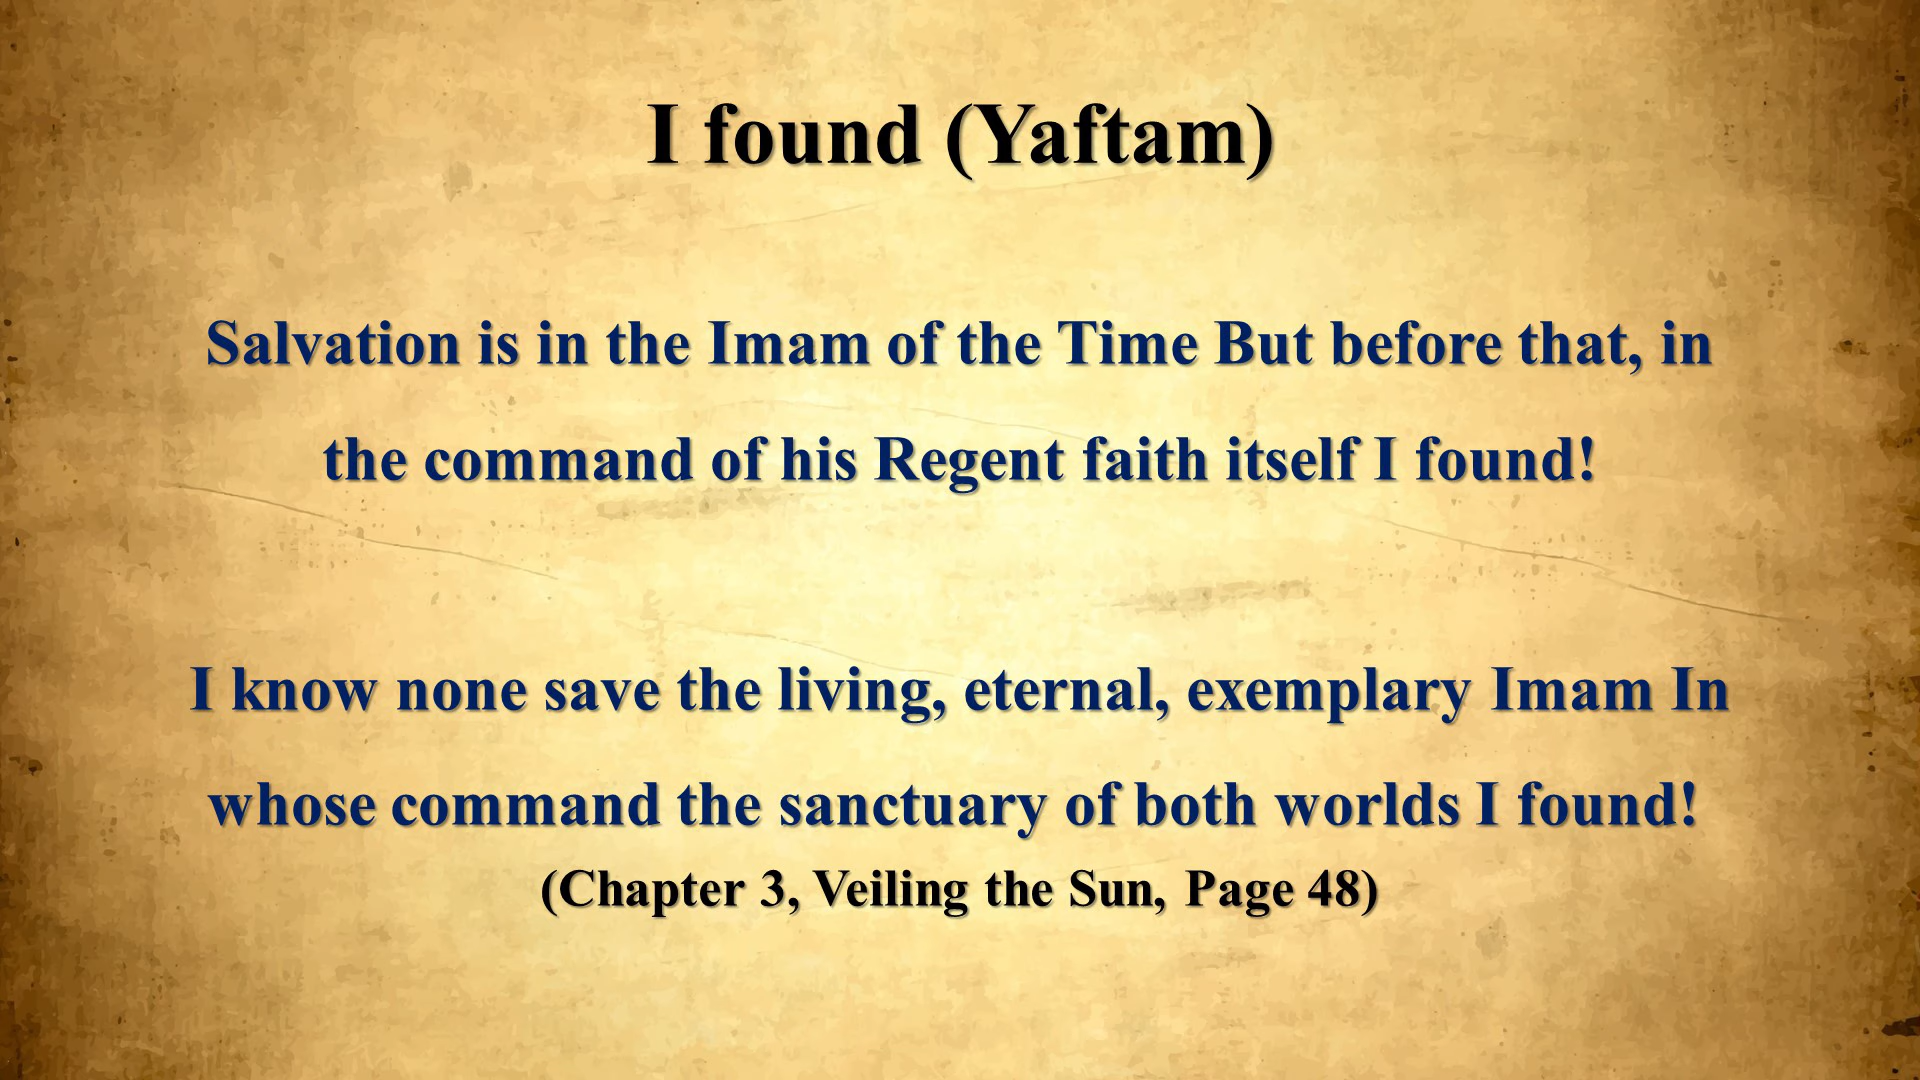 I found (Yaftam)
Salvation is in the Imam of the Time But before that, in
the command of his Regent faith itself I found!
I know none save the living, eternal, exemplary Imam In
whose command the sanctuary of both worlds I found!
(Chapter 3, Veiling the Sun, Page 48)